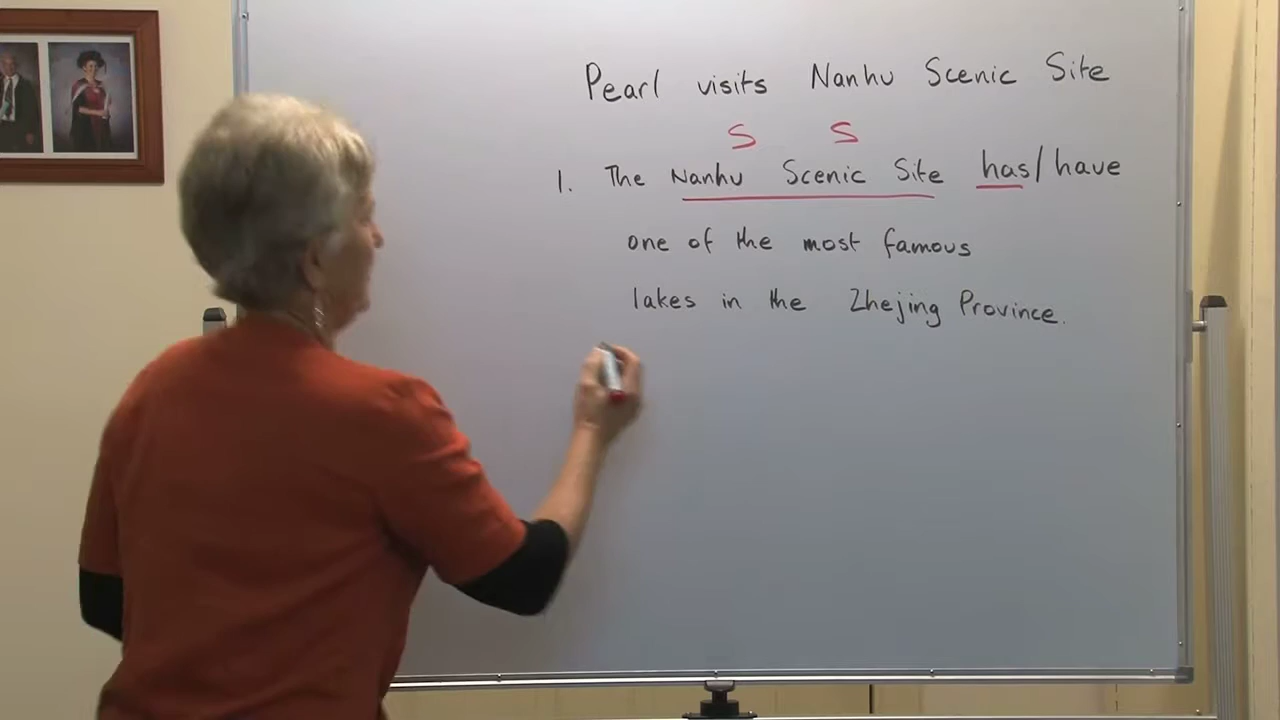 Pearl visits Nanhu Scenic Site
S S
1. The Nanhu Scenic Site has/have
one of the most famous
lakes in the Zhejing Province.